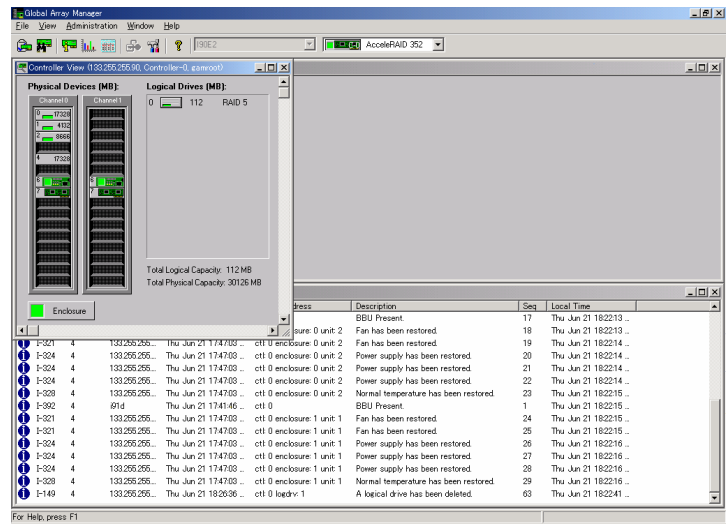 Global Array Manager
File View Administration Window Help
I90E2 AcceleRAID 352
Controller View (133.255.255.90, Controller-0, gamroot)
Physical Devices (MB): Logical Drives (MB):
Channel 0 Channel 1
0 17328
1 4132
2 8666
4 17328
6 6
7 7
0 112 RAID 5
Total Logical Capacity: 112 MB
Total Physical Capacity: 30126 MB
Enclosure
dress Description Seq Local Time
BBU Present. 17 Thu Jun 21 18:22:13 ...
sure: 0 unit: 2 Fan has been restored. 18 Thu Jun 21 18:22:13 ...
I-321 4 133.255.255.... Thu Jun 21 17:47:03 ... ctl: 0 enclosure: 0 unit: 2 Fan has been restored. 19 Thu Jun 21 18:22:14 ...
I-324 4 133.255.255.... Thu Jun 21 17:47:03 ... ctl: 0 enclosure: 0 unit: 2 Power supply has been restored. 20 Thu Jun 21 18:22:14 ...
I-324 4 133.255.255.... Thu Jun 21 17:47:03 ... ctl: 0 enclosure: 0 unit: 2 Power supply has been restored. 21 Thu Jun 21 18:22:14 ...
I-324 4 133.255.255.... Thu Jun 21 17:47:03 ... ctl: 0 enclosure: 0 unit: 2 Power supply has been restored. 22 Thu Jun 21 18:22:14 ...
I-328 4 133.255.255.... Thu Jun 21 17:47:03 ... ctl: 0 enclosure: 0 unit: 2 Normal temperature has been restored. 23 Thu Jun 21 18:22:15 ...
I-392 4 i91d Thu Jun 21 17:41:46 ... ctl: 0 BBU Present. 1 Thu Jun 21 18:22:15 ...
I-321 4 133.255.255.... Thu Jun 21 17:47:03 ... ctl: 0 enclosure: 1 unit: 1 Fan has been restored. 24 Thu Jun 21 18:22:15 ...
I-321 4 133.255.255.... Thu Jun 21 17:47:03 ... ctl: 0 enclosure: 1 unit: 1 Fan has been restored. 25 Thu Jun 21 18:22:15 ...
I-324 4 133.255.255.... Thu Jun 21 17:47:03 ... ctl: 0 enclosure: 1 unit: 1 Power supply has been restored. 26 Thu Jun 21 18:22:16 ...
I-324 4 133.255.255.... Thu Jun 21 17:47:03 ... ctl: 0 enclosure: 1 unit: 1 Power supply has been restored. 27 Thu Jun 21 18:22:16 ...
I-324 4 133.255.255.... Thu Jun 21 17:47:03 ... ctl: 0 enclosure: 1 unit: 1 Power supply has been restored. 28 Thu Jun 21 18:22:16 ...
I-328 4 133.255.255.... Thu Jun 21 17:47:03 ... ctl: 0 enclosure: 1 unit: 1 Normal temperature has been restored. 29 Thu Jun 21 18:22:16 ...
I-149 4 133.255.255.... Thu Jun 21 18:26:36 ... ctl: 0 logdrv: 1 A logical drive has been deleted. 63 Thu Jun 21 18:22:41 ...
For Help, press F1